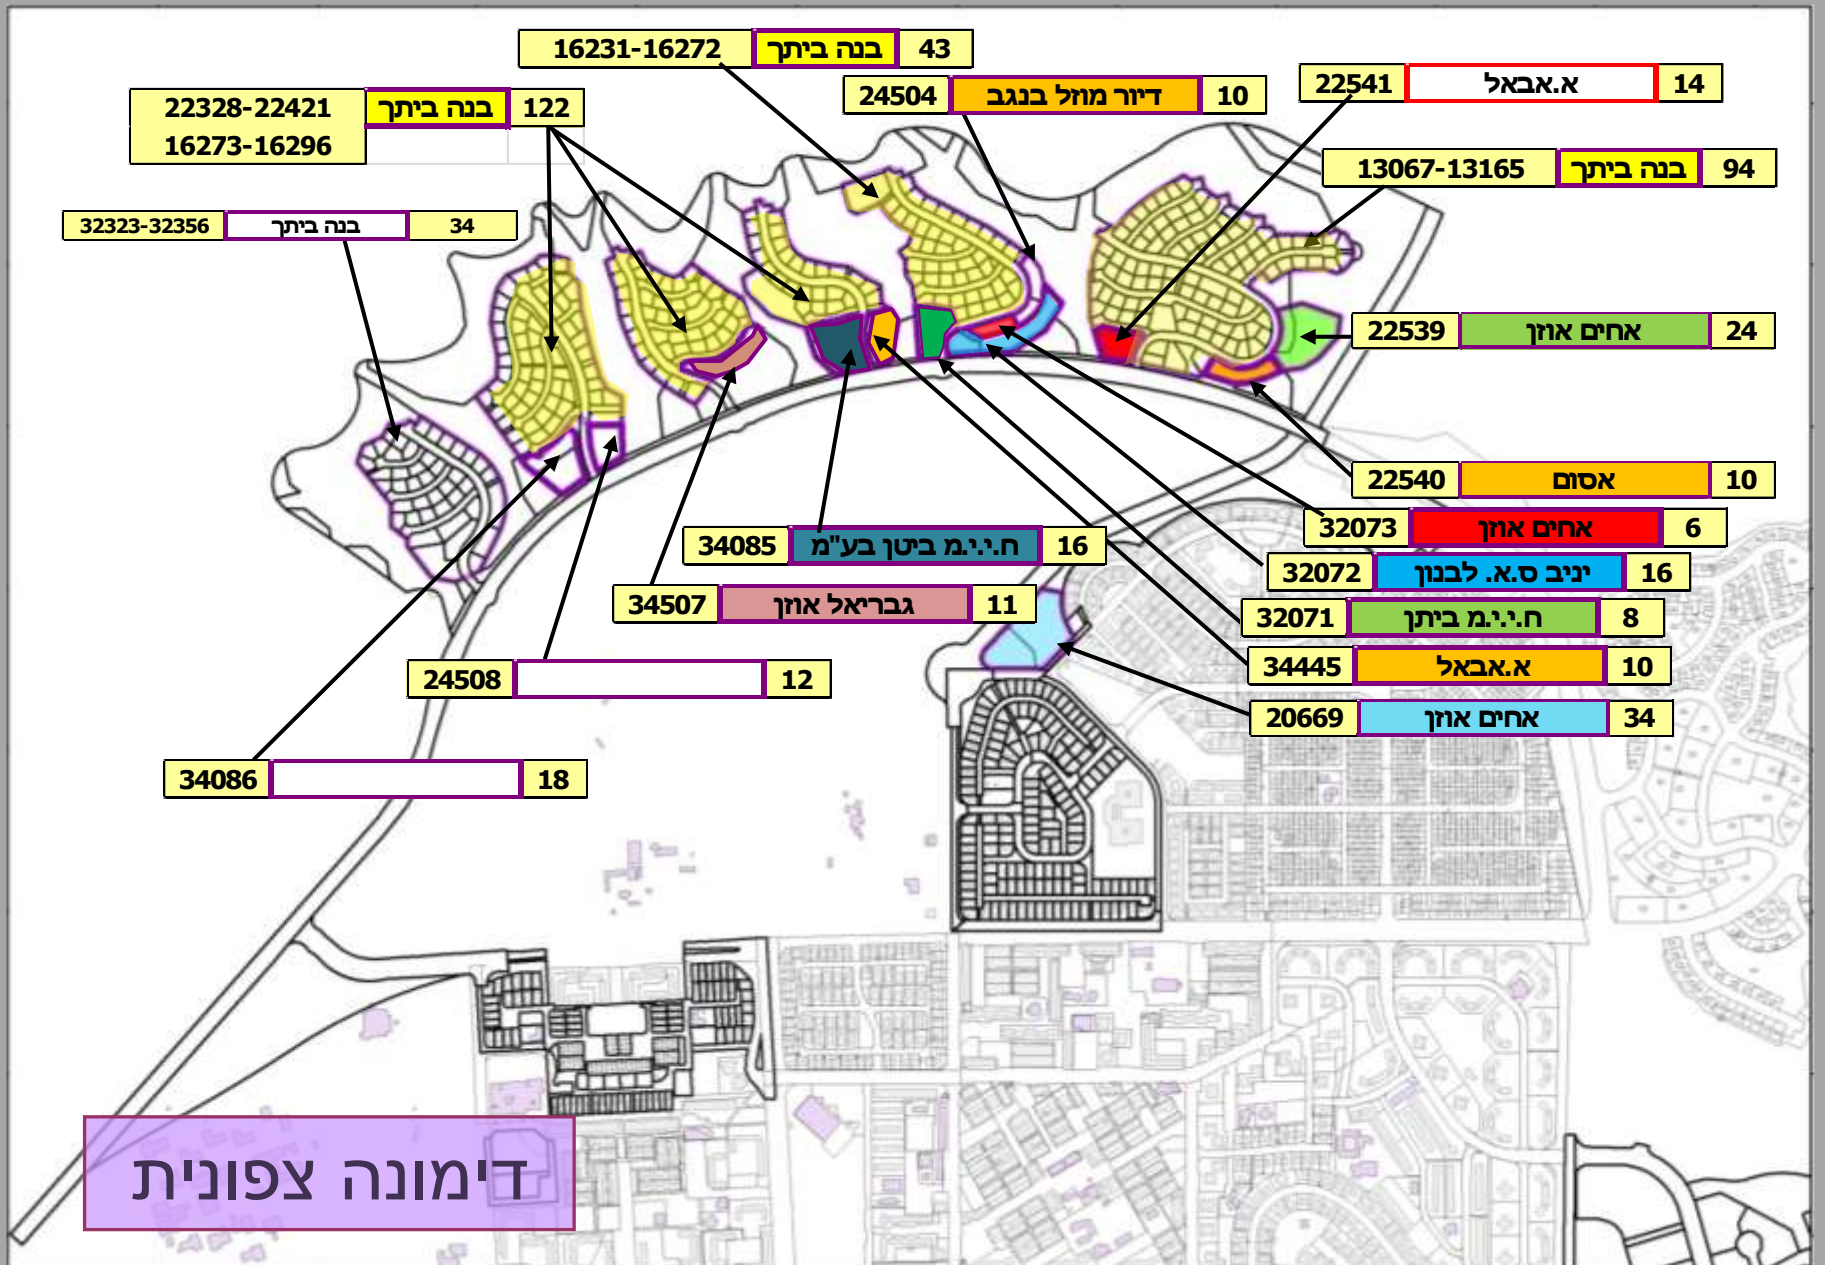 16231-16272 בנה ביתך 43
22541 א.אבאל 14
24504 דיור מוזל בנגב 10
22328-22421 בנה ביתך 122
16273-16296
13067-13165 בנה ביתך 94
32323-32356 בנה ביתך 34
22539 אחים אוזן 24
22540 אסום 10
32073 אחים אוזן 6
34085 ח.י.י.מ ביטן בע"מ 16
32072 יניב ס.א. לבנון 16
34507 גבריאל אוזן 11
32071 ח.י.י.מ ביתן 8
34445 א.אבאל 10
24508 12
20669 אחים אוזן 34
34086 18
דימונה צפונית